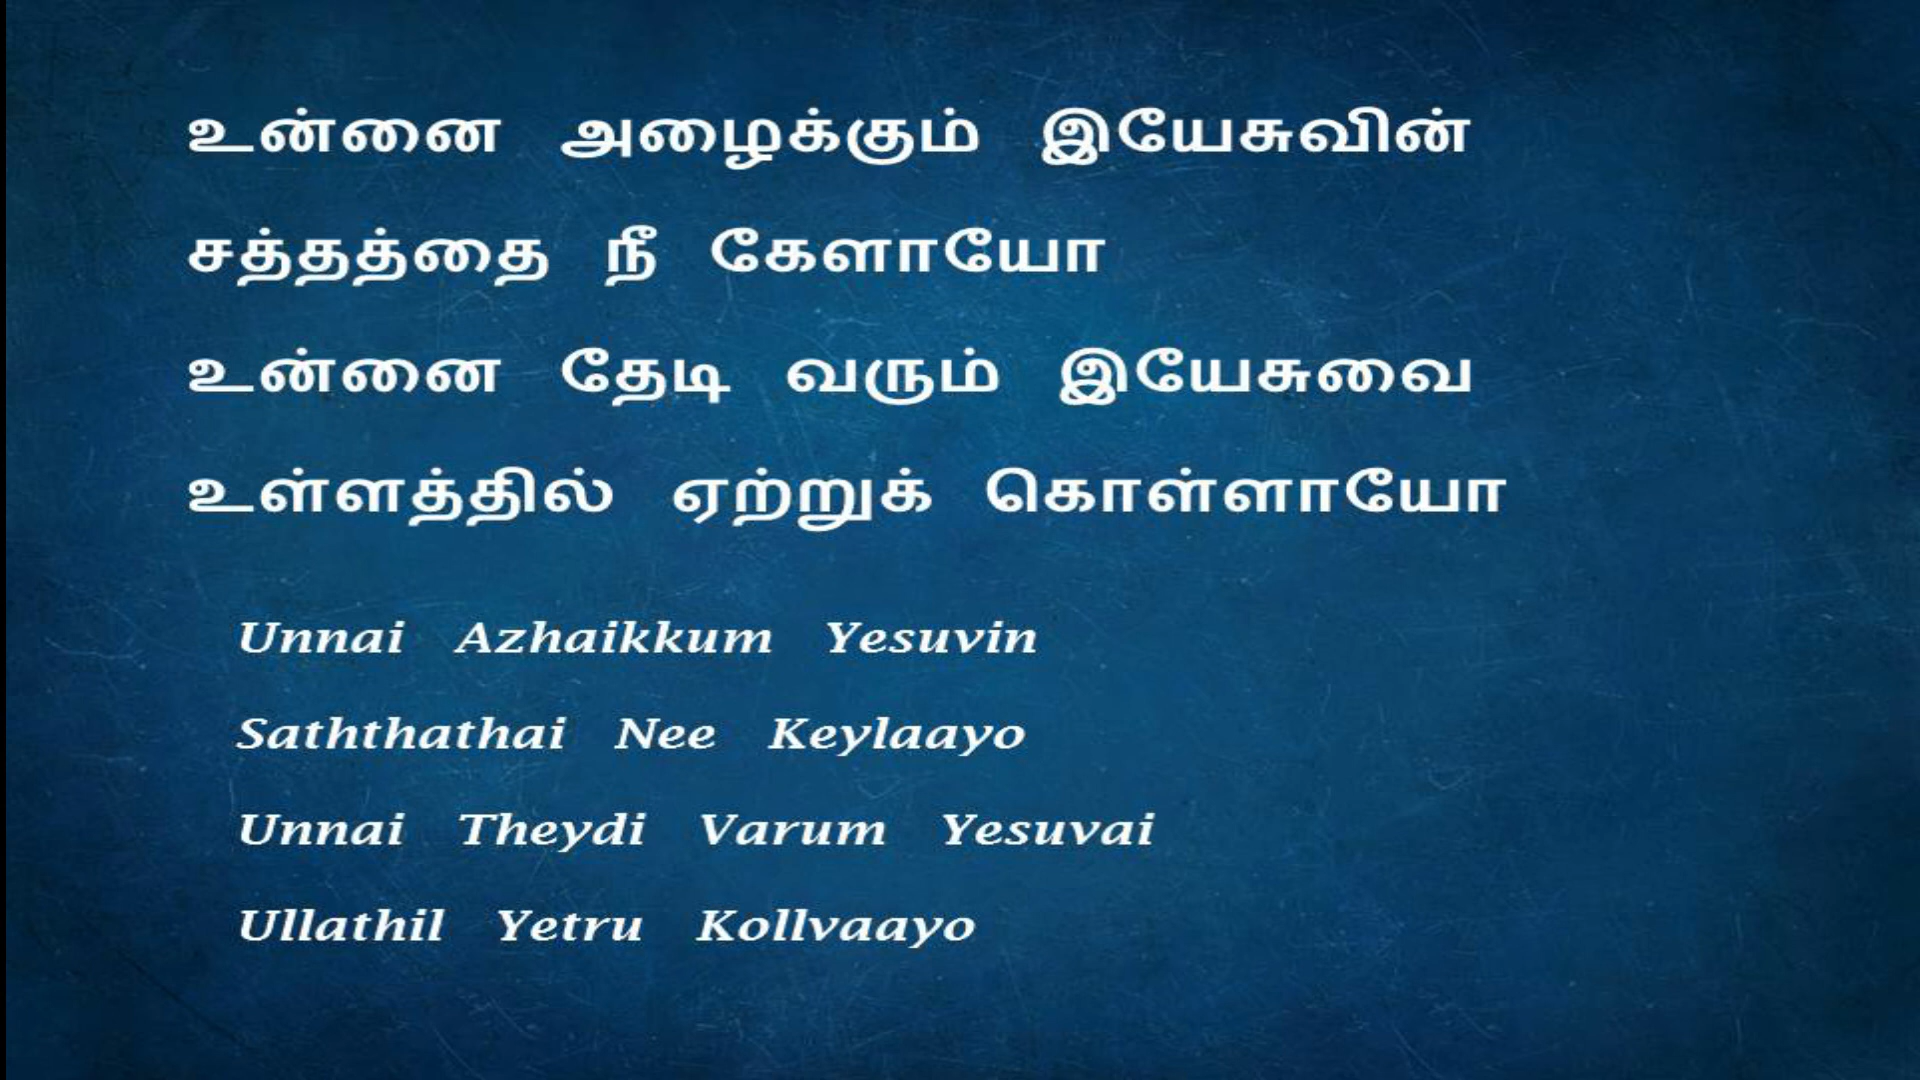 உன்னை அழைக்கும் இயேசுவின்
சத்தத்தை நீ கேளாயோ
உன்னை தேடி வரும் இயேசுவை
உள்ளத்தில் ஏற்றுக் கொள்ளாயோ
Unnai Azhaikkum Yesuvin
Saththathai Nee Keylaayo
Unnai Theydi Varum Yesuvai
Ullathil Yetru Kollvaayo